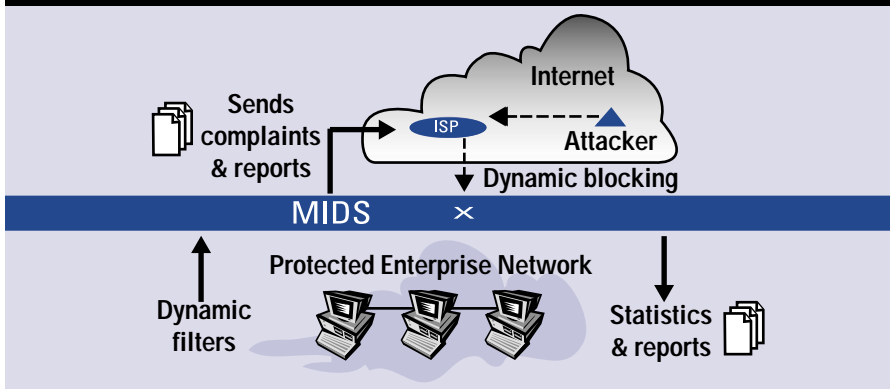 Internet
Sends
complaints
& reports
ISP
Attacker
Dynamic blocking
MIDS
×
Protected Enterprise Network
Dynamic
filters
Statistics
& reports